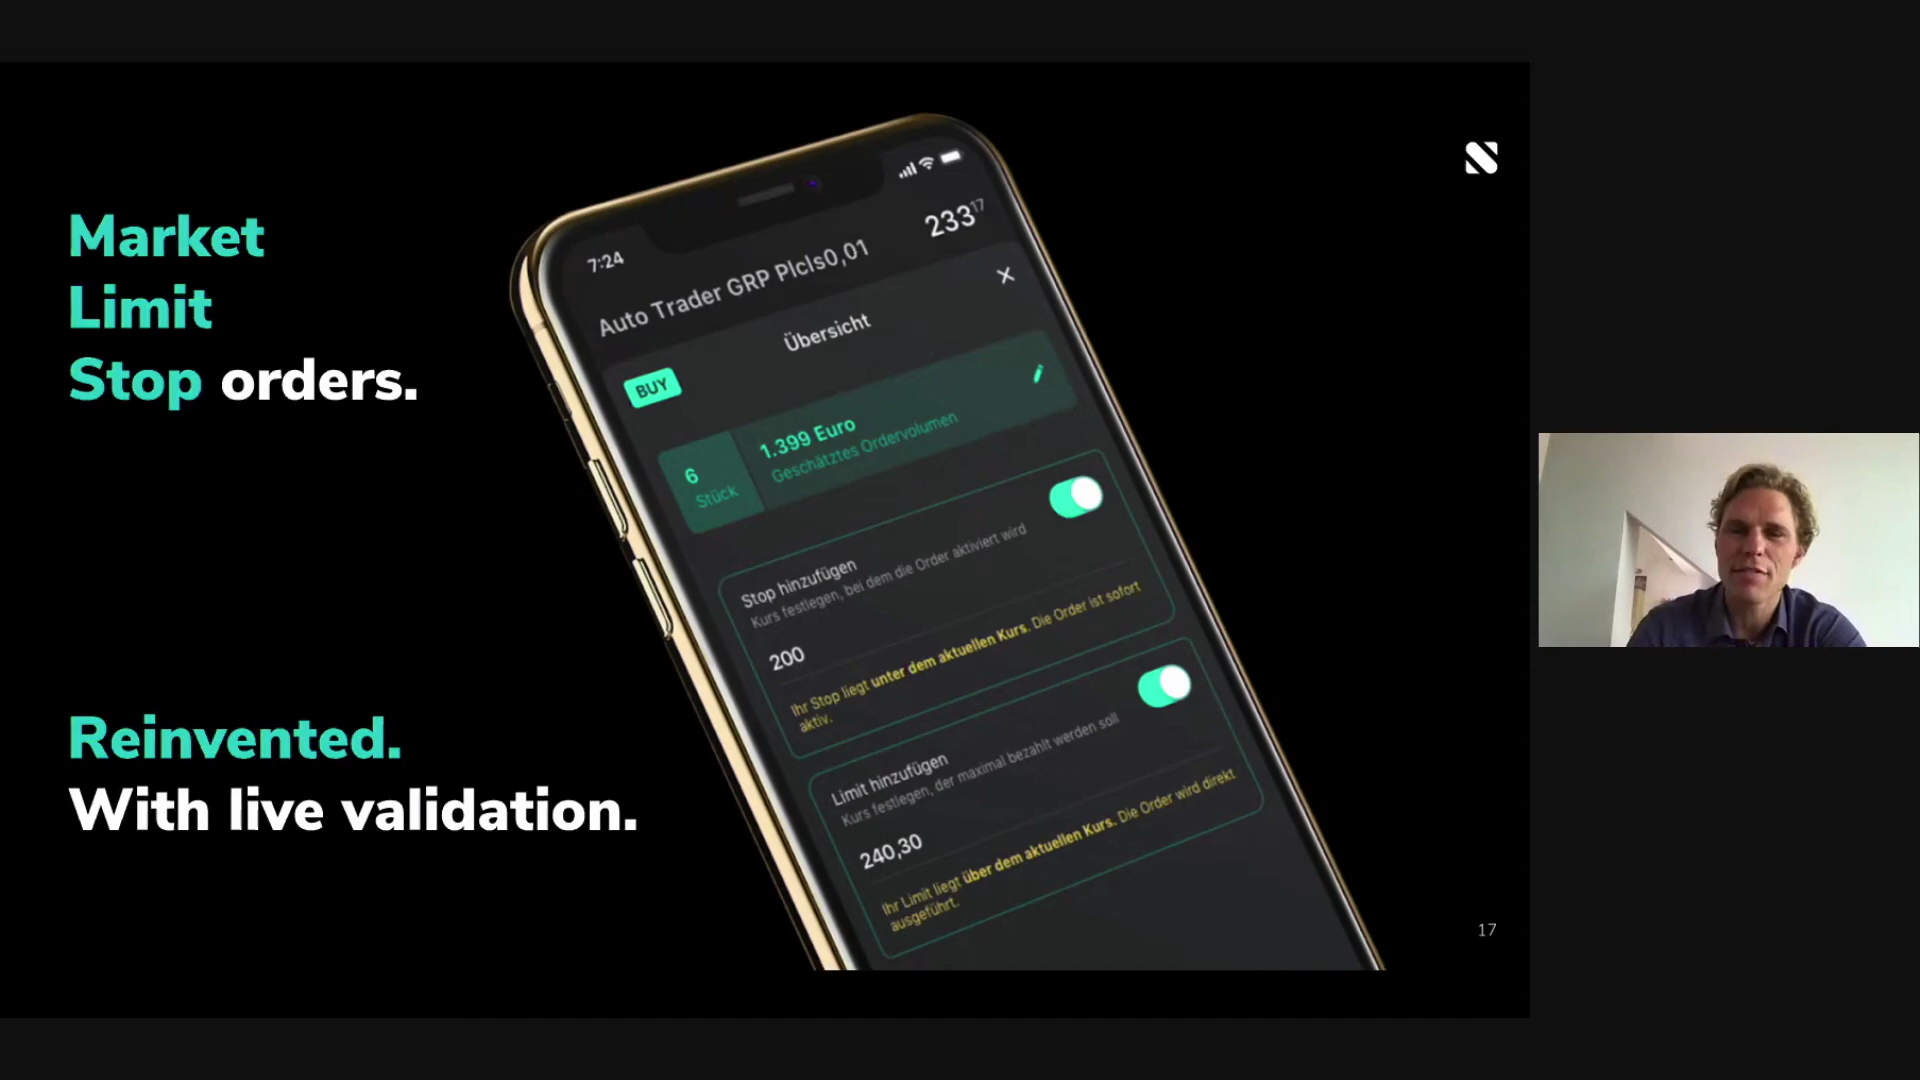 Market
Limit
Stop orders.
Reinvented.
With live validation.
7:24
Auto Trader GRP Plcls0,01
23317
Übersicht
BUY
6
Stück
1.399 Euro
Geschätztes Ordervolumen
Stop hinzufügen
Kurs festlegen, bei dem die Order aktiviert wird
200
Ihr Stop liegt unter dem aktuellen Kurs. Die Order ist sofort
aktiv.
Limit hinzufügen
Kurs festlegen, der maximal bezahlt werden soll
240,30
Ihr Limit liegt über dem aktuellen Kurs. Die Order wird direkt
ausgeführt.
17